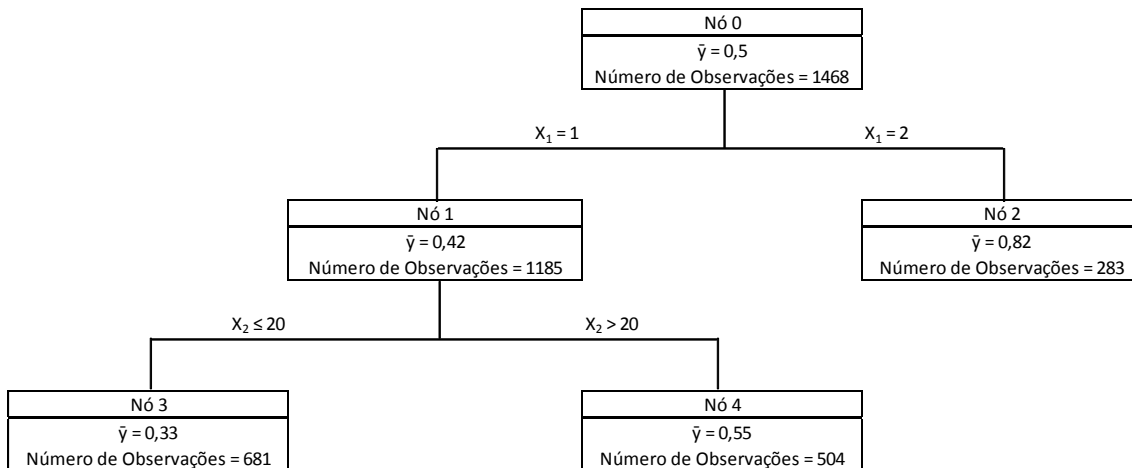 Nó 0
ȳ = 0,5
Número de Observações = 1468
X₁ = 1
X₁ = 2
Nó 1
ȳ = 0,42
Número de Observações = 1185
Nó 2
ȳ = 0,82
Número de Observações = 283
X₂ ≤ 20
X₂ > 20
Nó 3
ȳ = 0,33
Número de Observações = 681
Nó 4
ȳ = 0,55
Número de Observações = 504